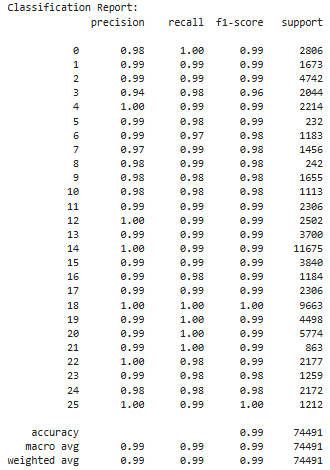 Classification Report:
precision recall f1-score support
0 0.98 1.00 0.99 2806
1 0.99 0.99 0.99 1673
2 0.99 0.99 0.99 4742
3 0.94 0.98 0.96 2044
4 1.00 0.99 0.99 2214
5 0.99 0.98 0.99 232
6 0.99 0.97 0.98 1183
7 0.97 0.99 0.98 1456
8 0.98 0.99 0.98 242
9 0.98 0.98 0.98 1655
10 0.98 0.98 0.98 1113
11 0.99 0.99 0.99 2306
12 1.00 0.99 0.99 2502
13 0.99 0.99 0.99 3700
14 1.00 0.99 0.99 11675
15 0.99 0.99 0.99 3840
16 0.99 0.98 0.99 1184
17 0.99 0.99 0.99 2306
18 1.00 1.00 1.00 9663
19 0.99 1.00 0.99 4498
20 0.99 1.00 0.99 5774
21 0.99 1.00 0.99 863
22 1.00 0.98 0.99 2177
23 0.99 0.98 0.98 1259
24 0.98 0.98 0.98 2172
25 1.00 0.99 1.00 1212
accuracy 0.99 74491
macro avg 0.99 0.99 0.99 74491
weighted avg 0.99 0.99 0.99 74491